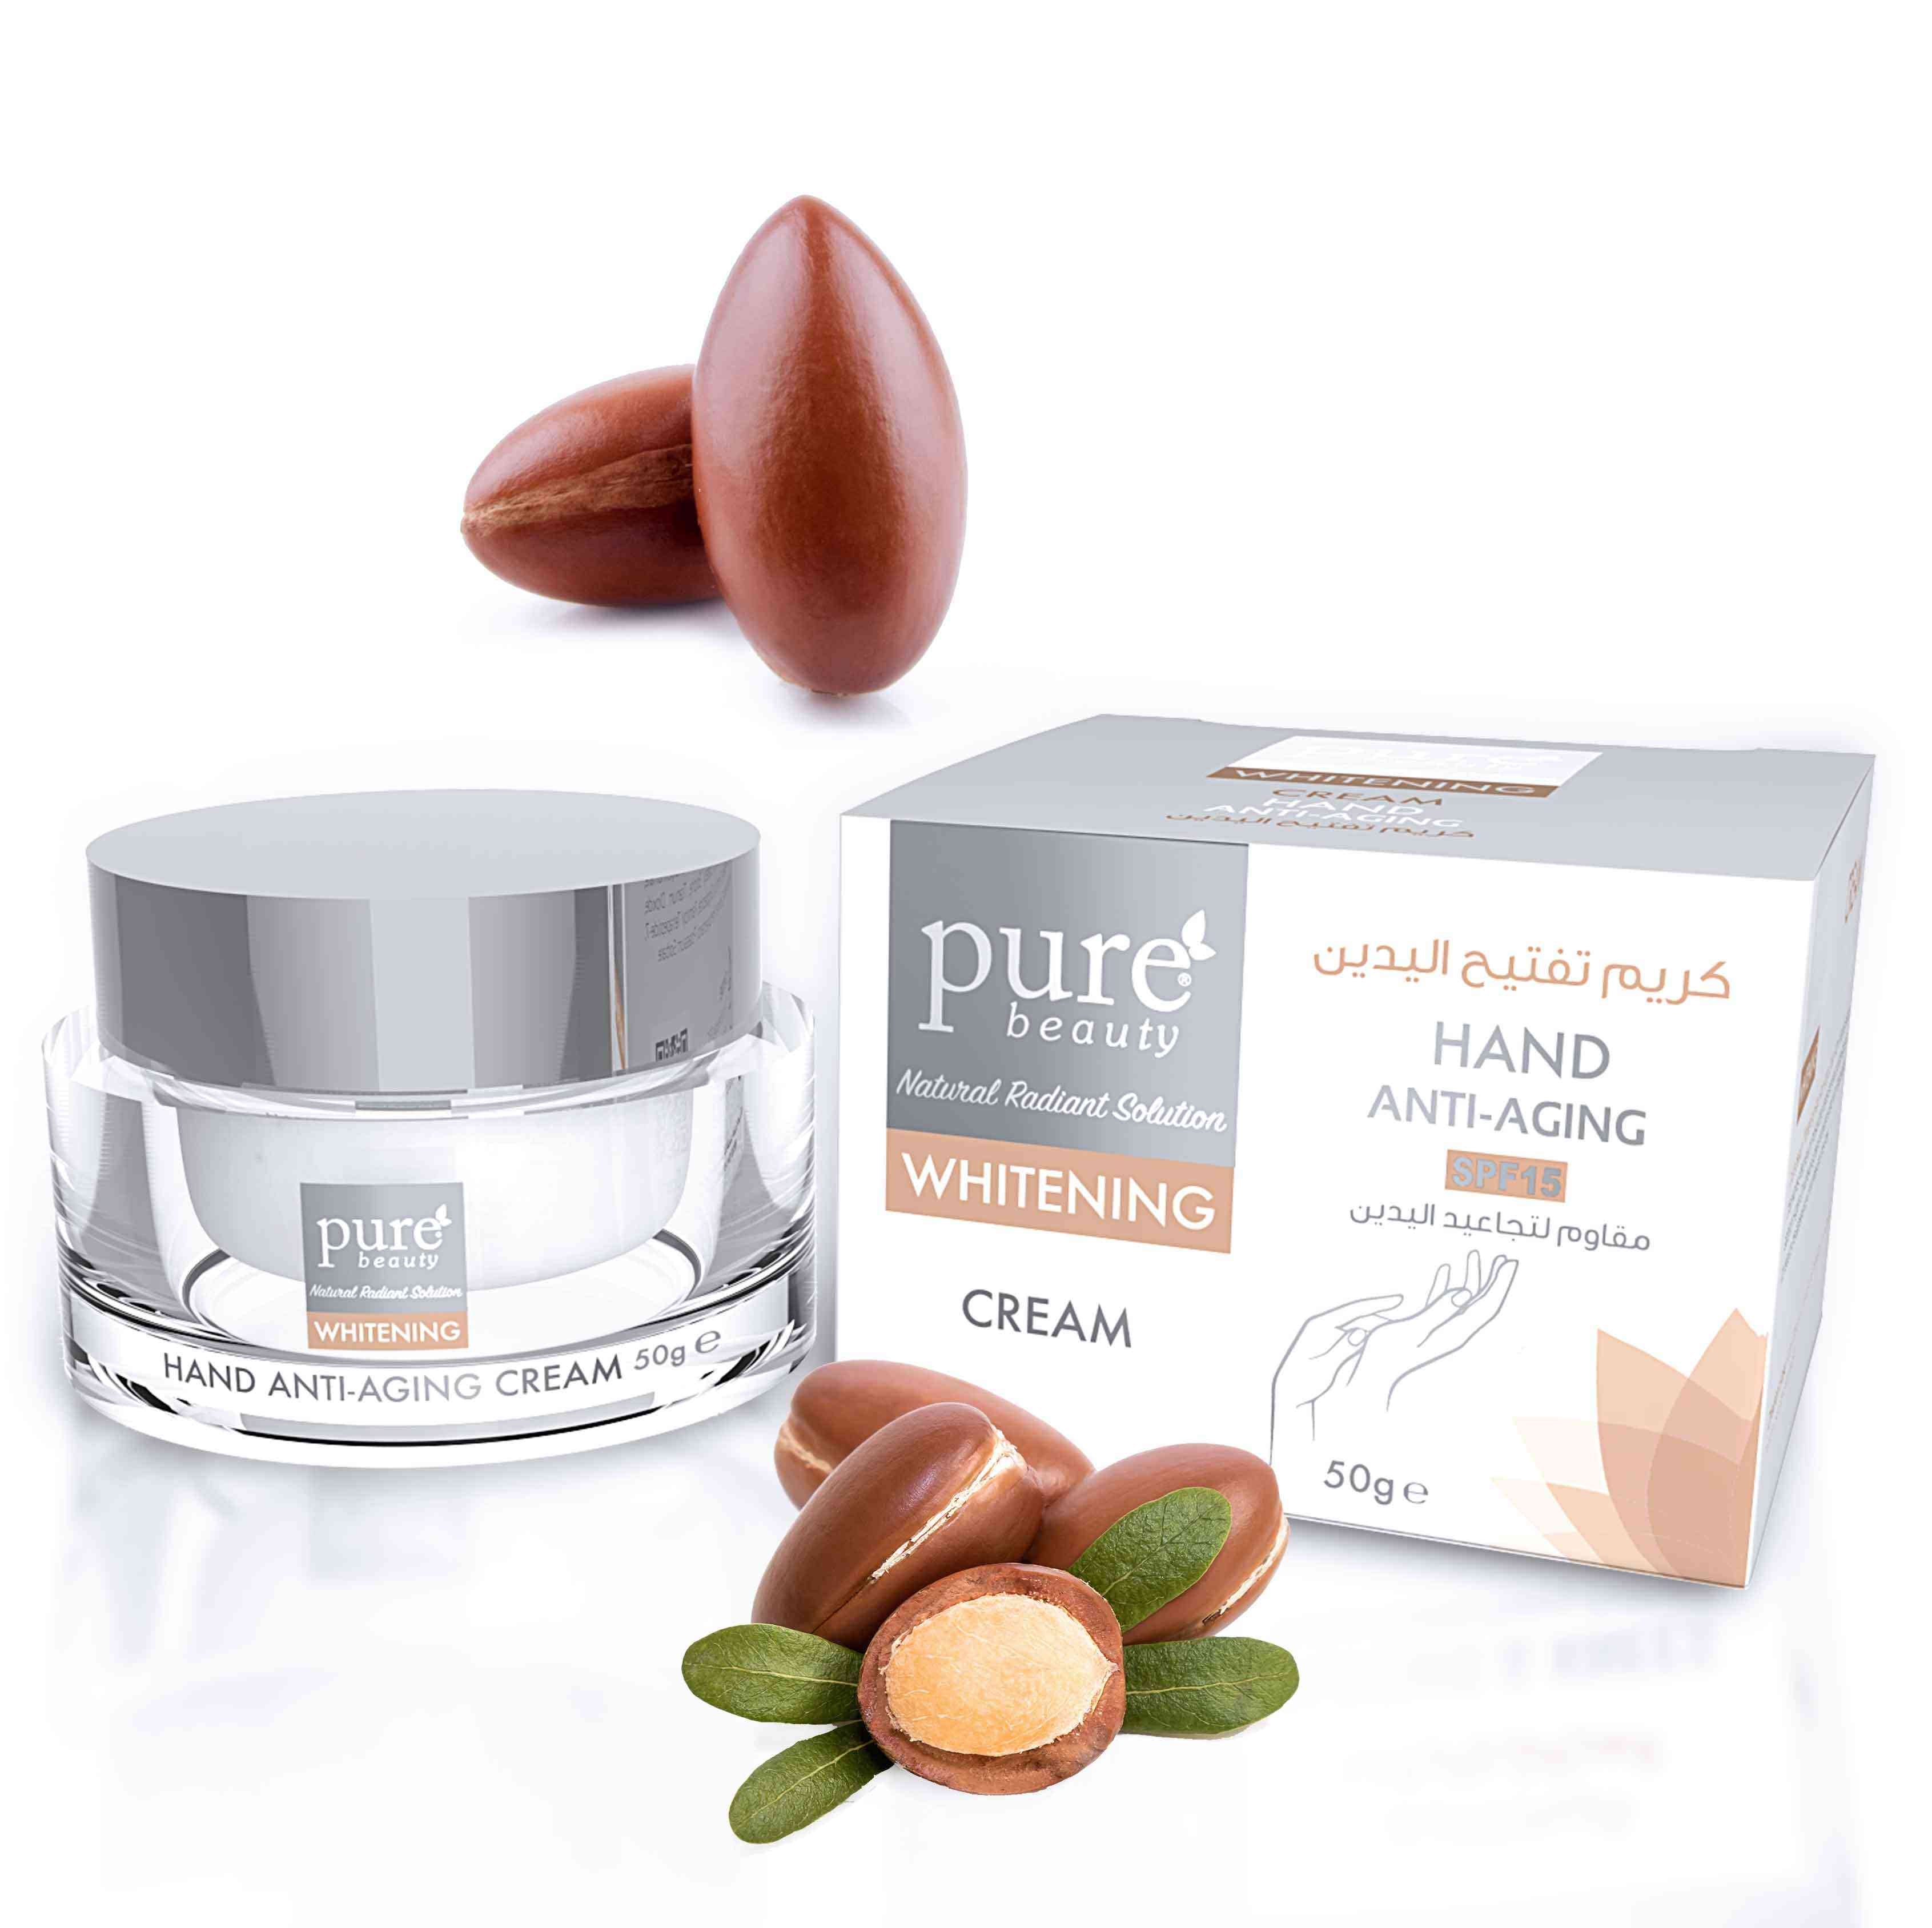 pure
WHITENING
CREAM
HAND
ANTI-AGING
كريم تفتيح اليدين
pure®
beauty
Natural Radiant Solution
WHITENING
CREAM
كريم تفتيح اليدين
HAND
ANTI-AGING
SPF15
مقاوم لتجاعيد اليدين
50g ℮
pure
beauty
Natural Radiant Solution
WHITENING
HAND ANTI-AGING CREAM 50g ℮